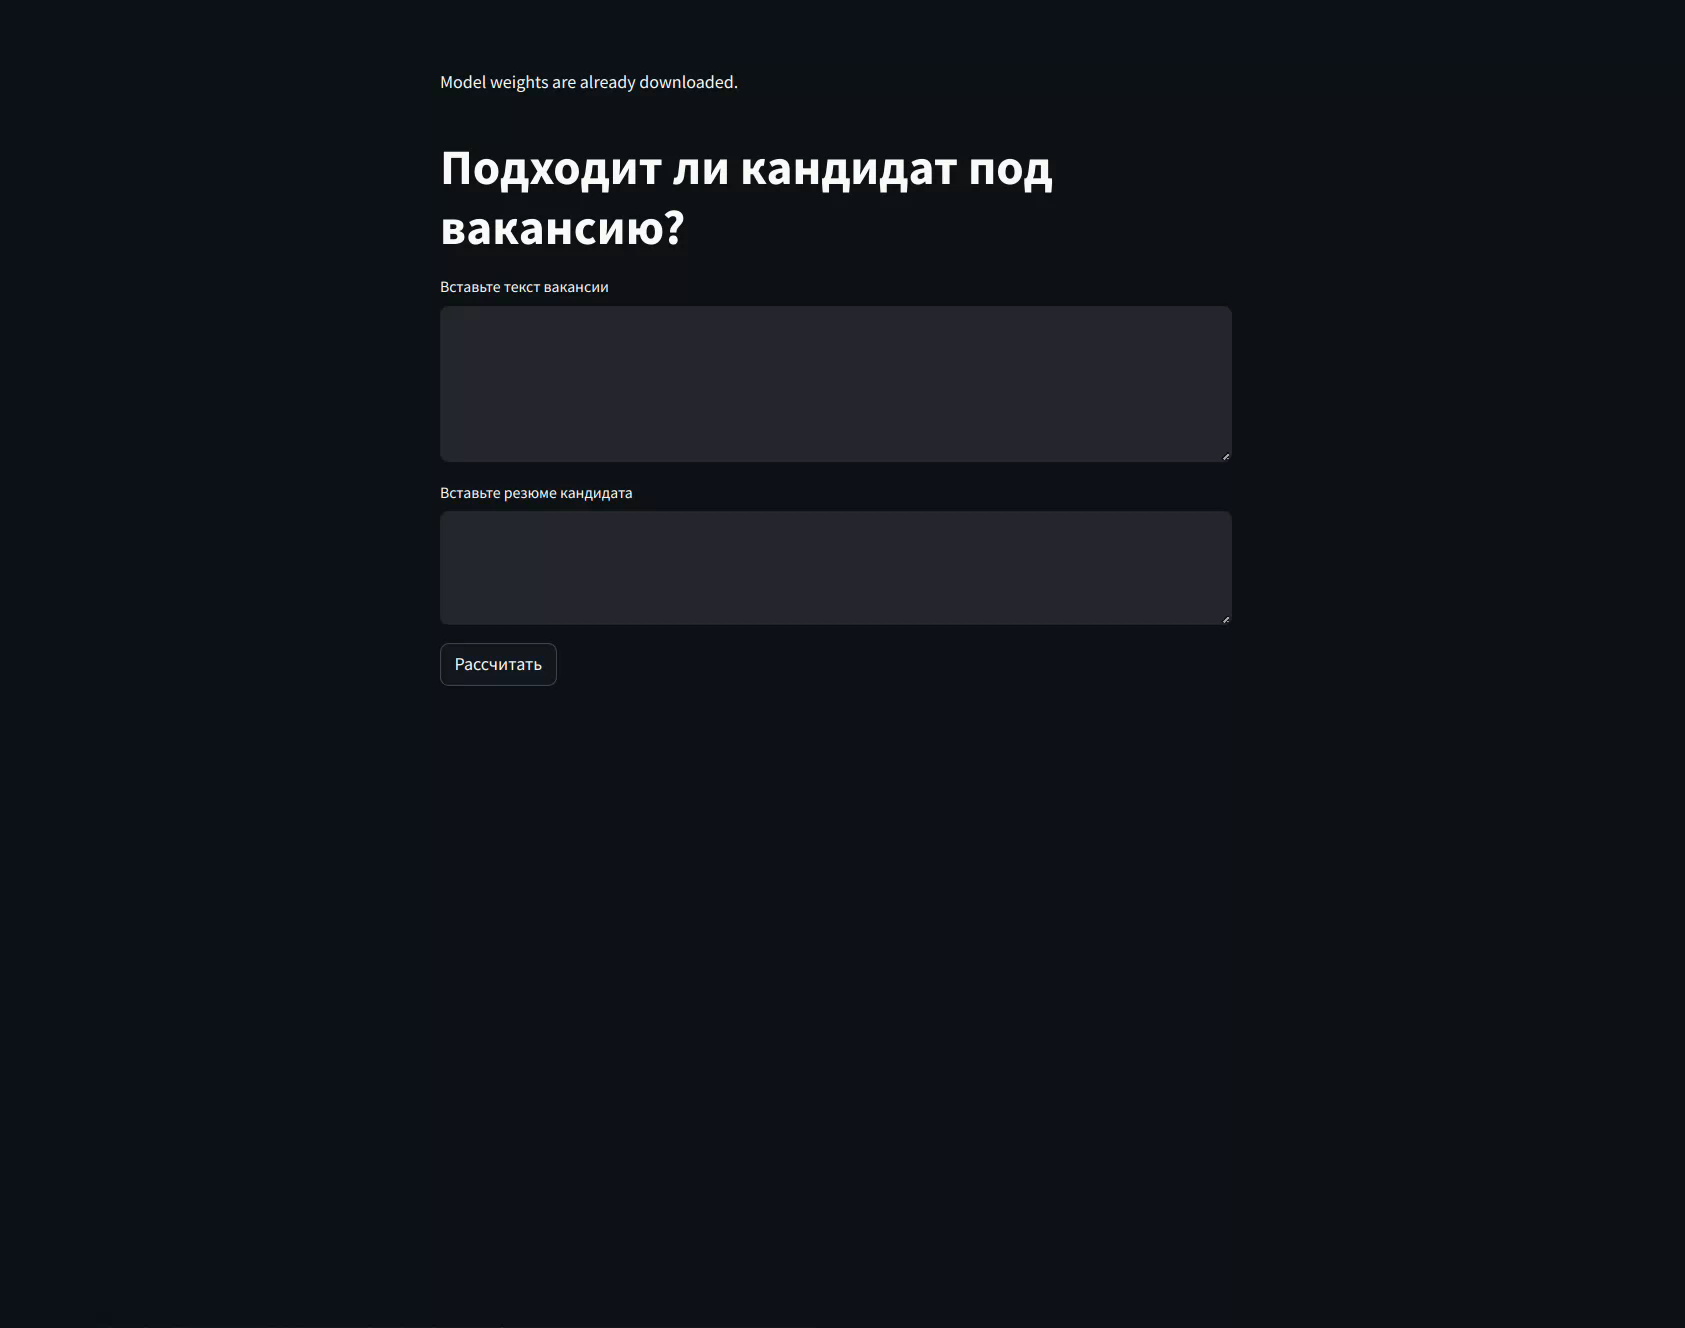 Model weights are already downloaded.
Подходит ли кандидат под
вакансию?
Вставьте текст вакансии
Вставьте резюме кандидата
Рассчитать